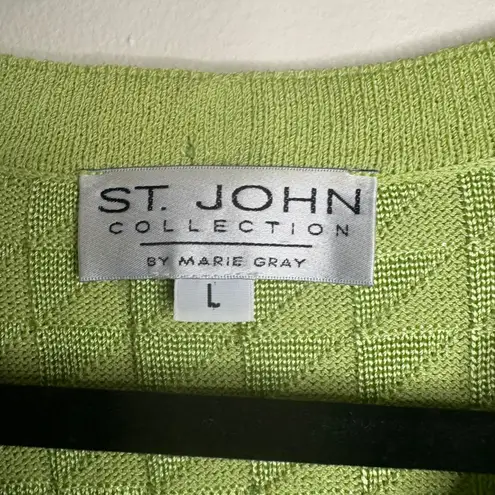 ST. JOHN
COLLECTION
BY MARIE GRAY
L